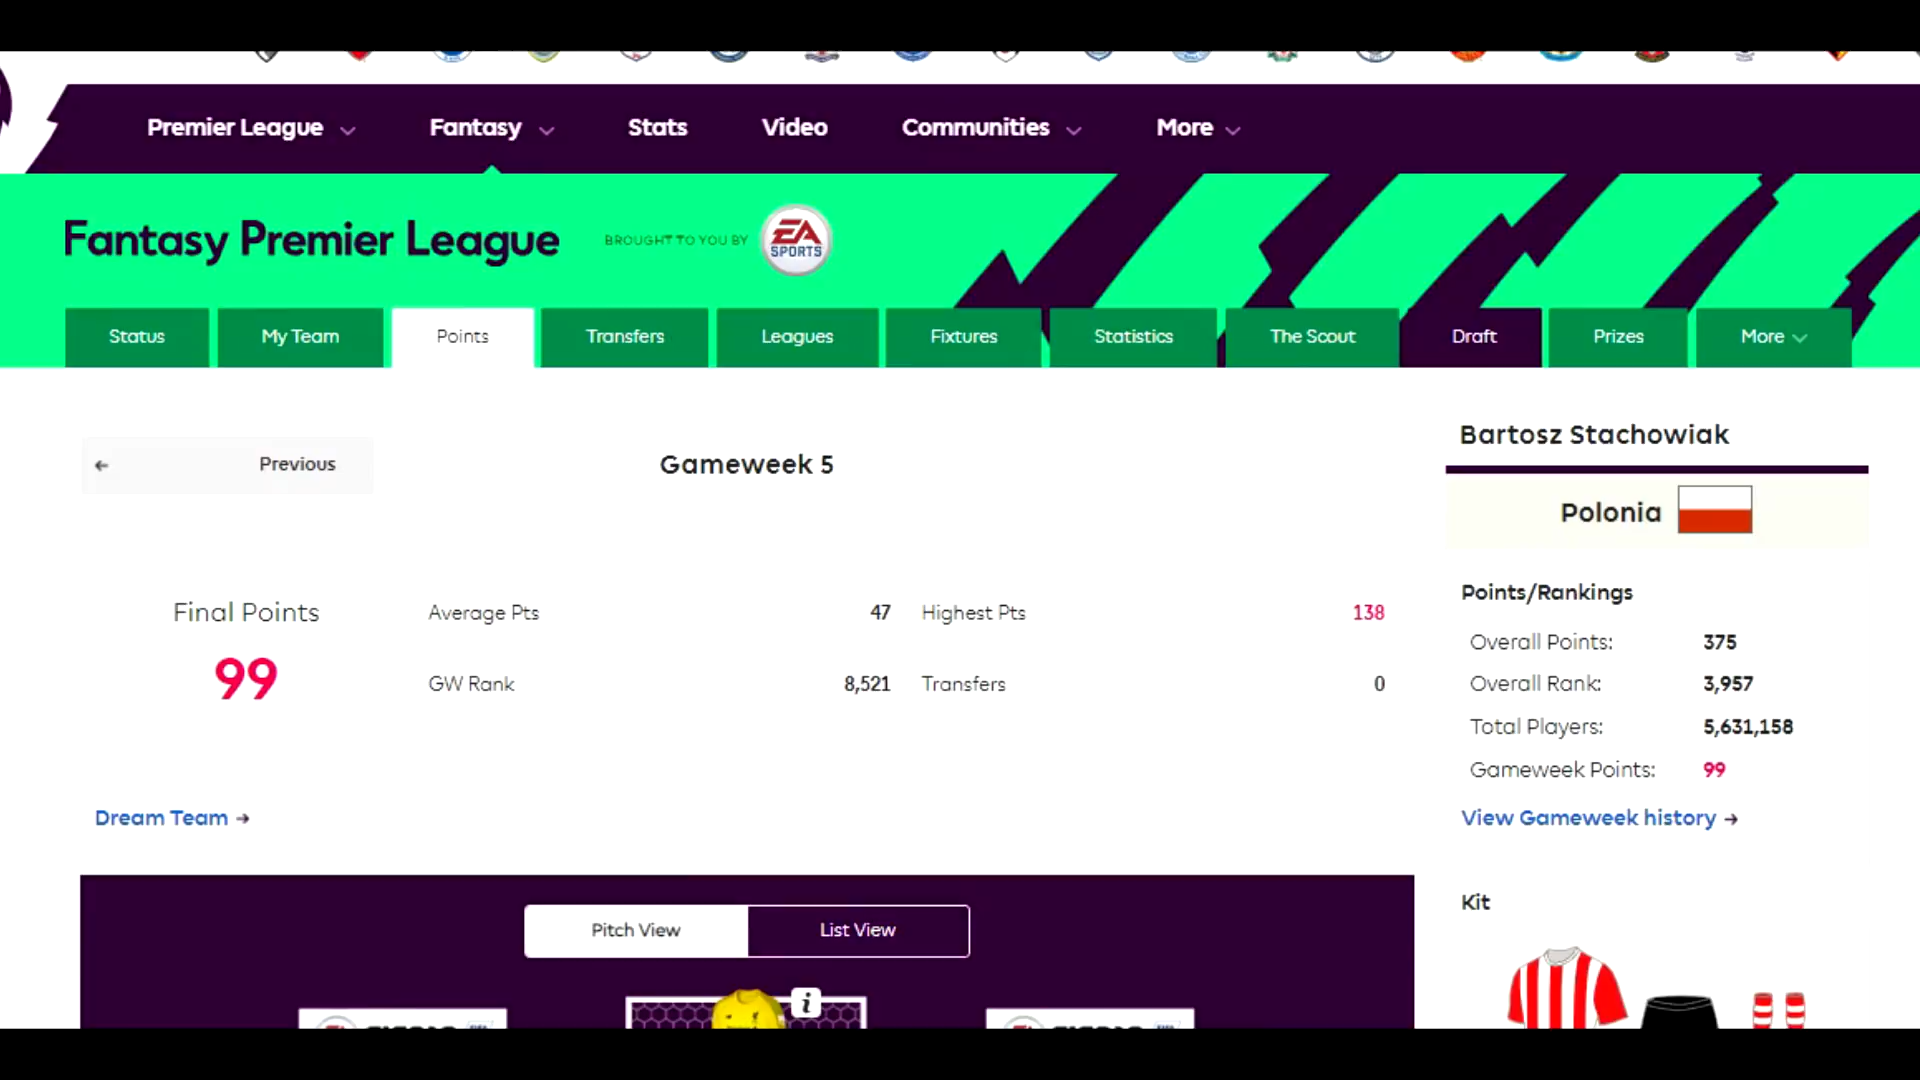 Premier League
Fantasy
Stats
Video
Communities
More
Fantasy Premier League
BROUGHT TO YOU BY
EA
SPORTS
Status
My Team
Points
Transfers
Leagues
Fixtures
Statistics
The Scout
Draft
Prizes
More
Previous
Gameweek 5
Final Points
99
Average Pts 47
Highest Pts 138
GW Rank 8,521
Transfers 0
Dream Team →
Pitch View
List View
i
Bartosz Stachowiak
Polonia
Points/Rankings
Overall Points: 375
Overall Rank: 3,957
Total Players: 5,631,158
Gameweek Points: 99
View Gameweek history →
Kit